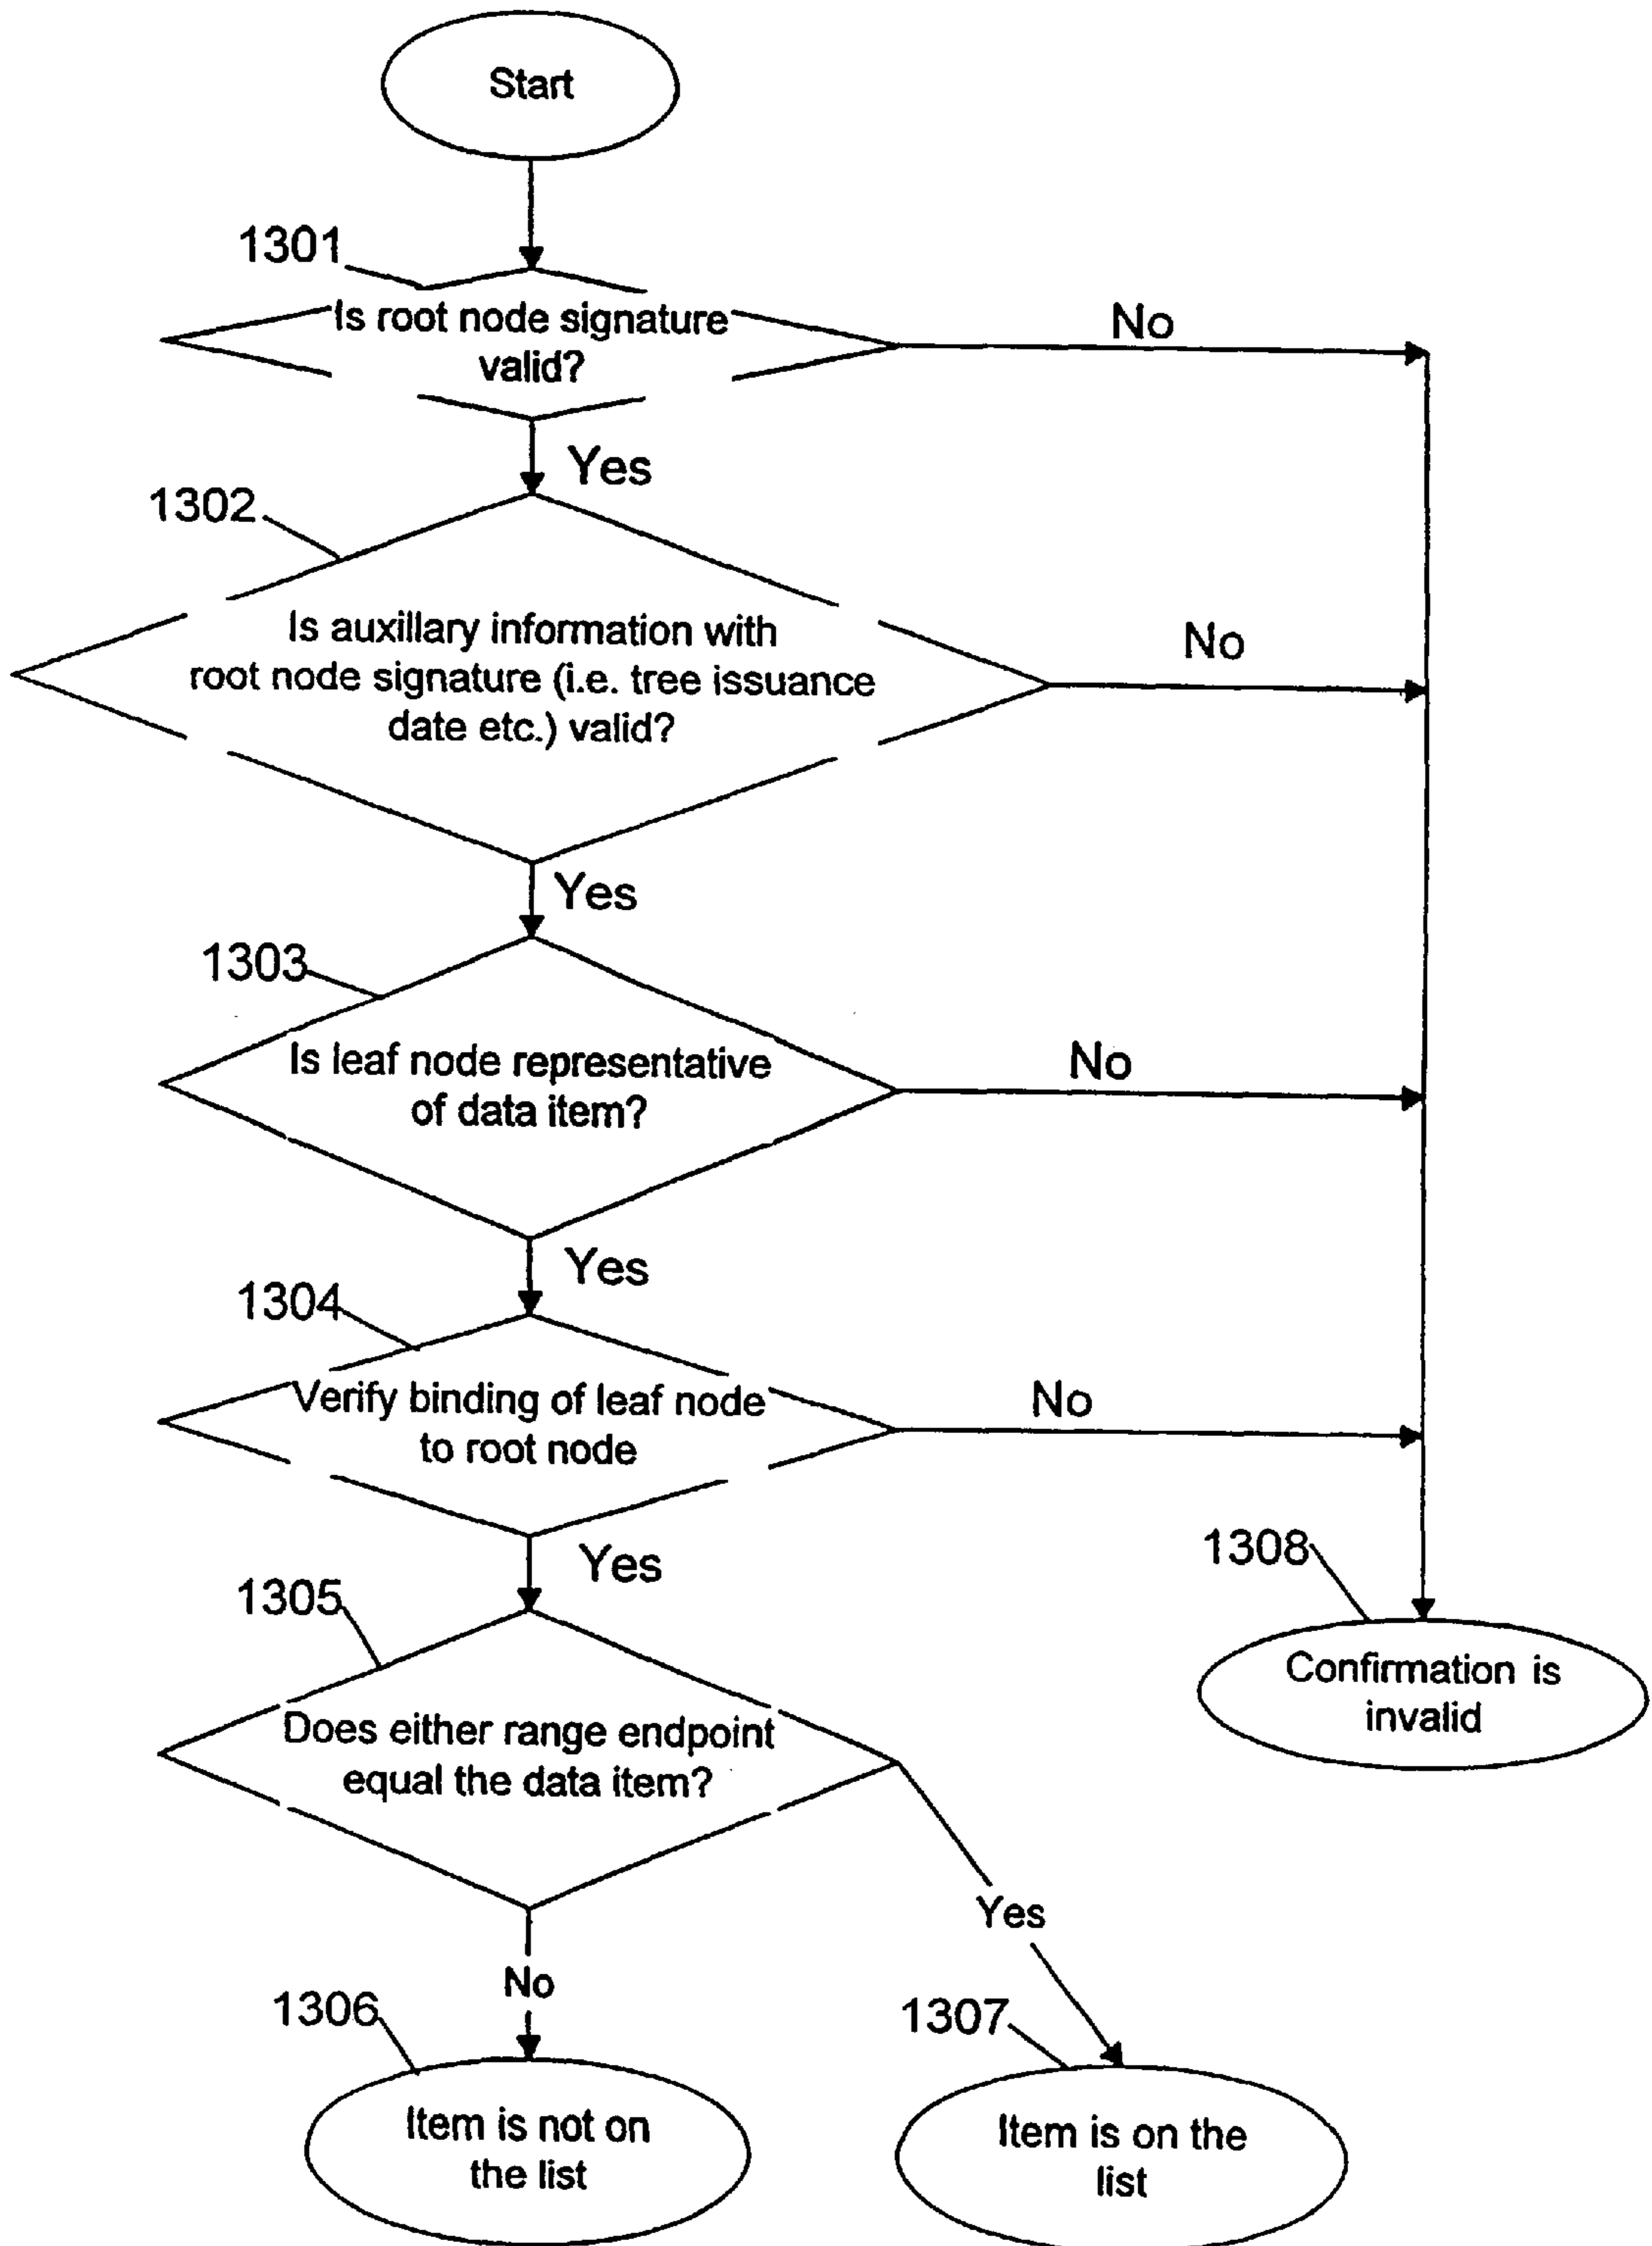 Start
1301
Is root node signature
valid?
No
Yes
1302
Is auxillary information with
root node signature (i.e. tree issuance
date etc.) valid?
No
Yes
1303
Is leaf node representative
of data item?
No
Yes
1304
Verify binding of leaf node
to root node
No
Yes
1305
Does either range endpoint
equal the data item?
1308
Confirmation is
invalid
Yes
No
1306
Item is not on
the list
1307
Item is on the
list